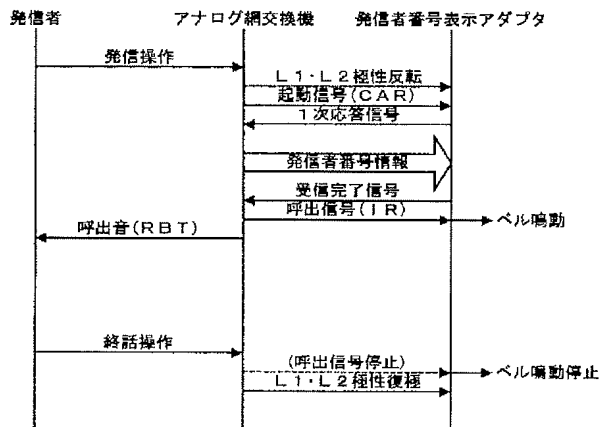 発信者
アナログ網交換機
発信者番号表示アダプタ
発信操作
L1・L2極性反転
起動信号(CAR)
1次応答信号
発信者番号情報
受信完了信号
呼出信号(IR)
ベル鳴動
呼出音(RBT)
終話操作
(呼出信号停止)
ベル鳴動停止
L1・L2極性復極